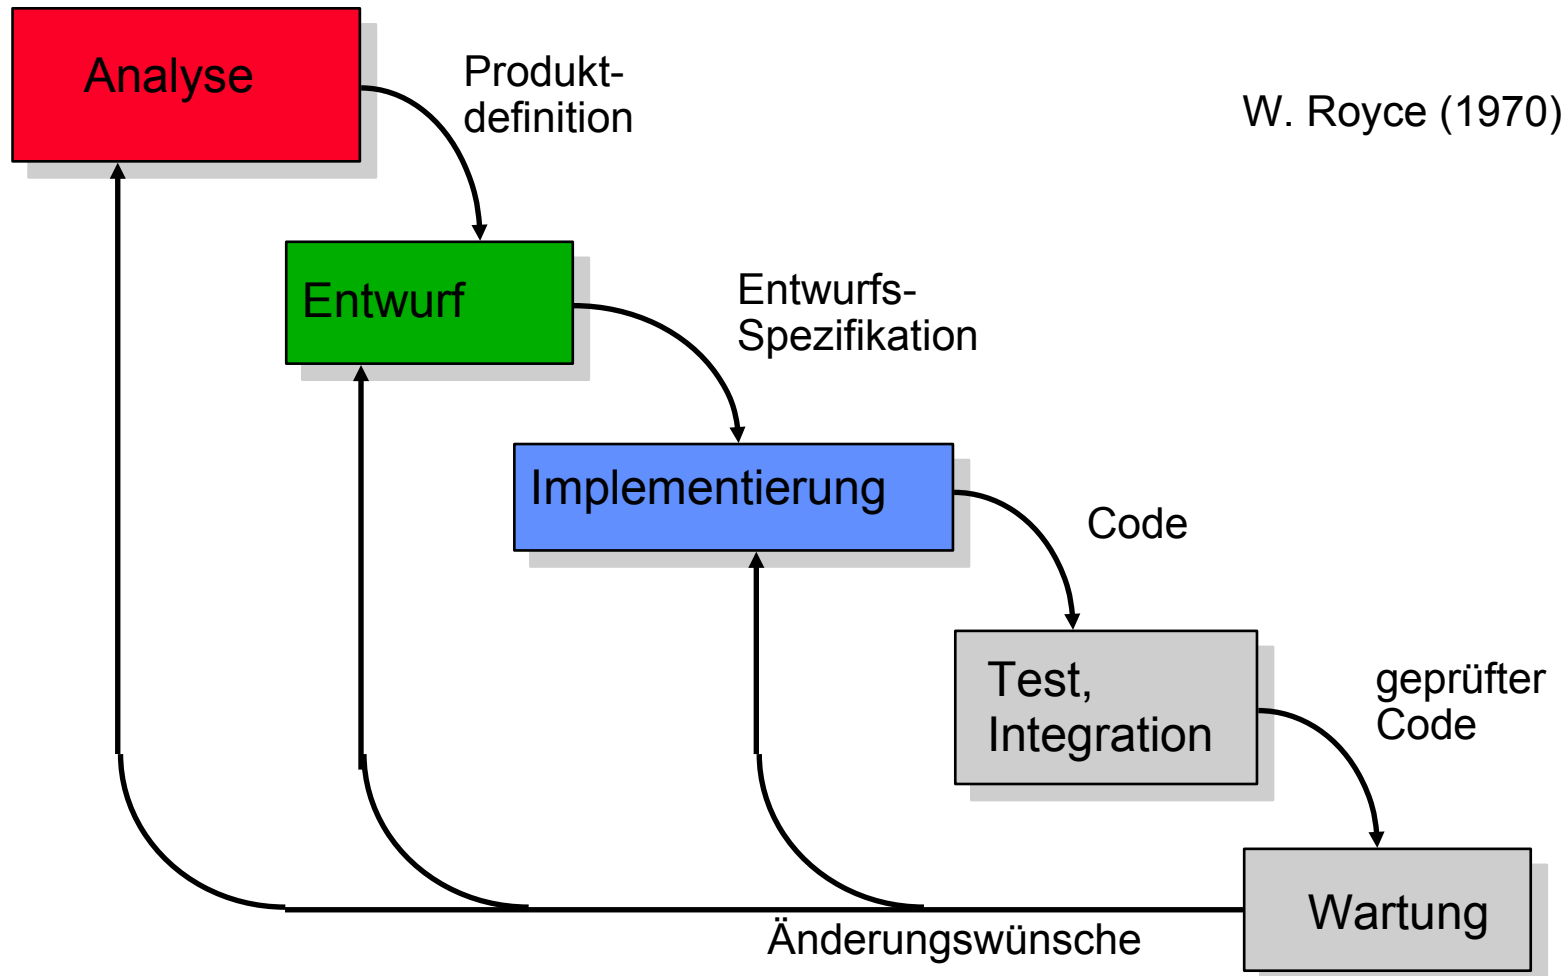 Analyse
Produkt-
definition
W. Royce (1970)
Entwurf
Entwurfs-
Spezifikation
Implementierung
Code
Test,
Integration
geprüfter
Code
Wartung
Änderungswünsche